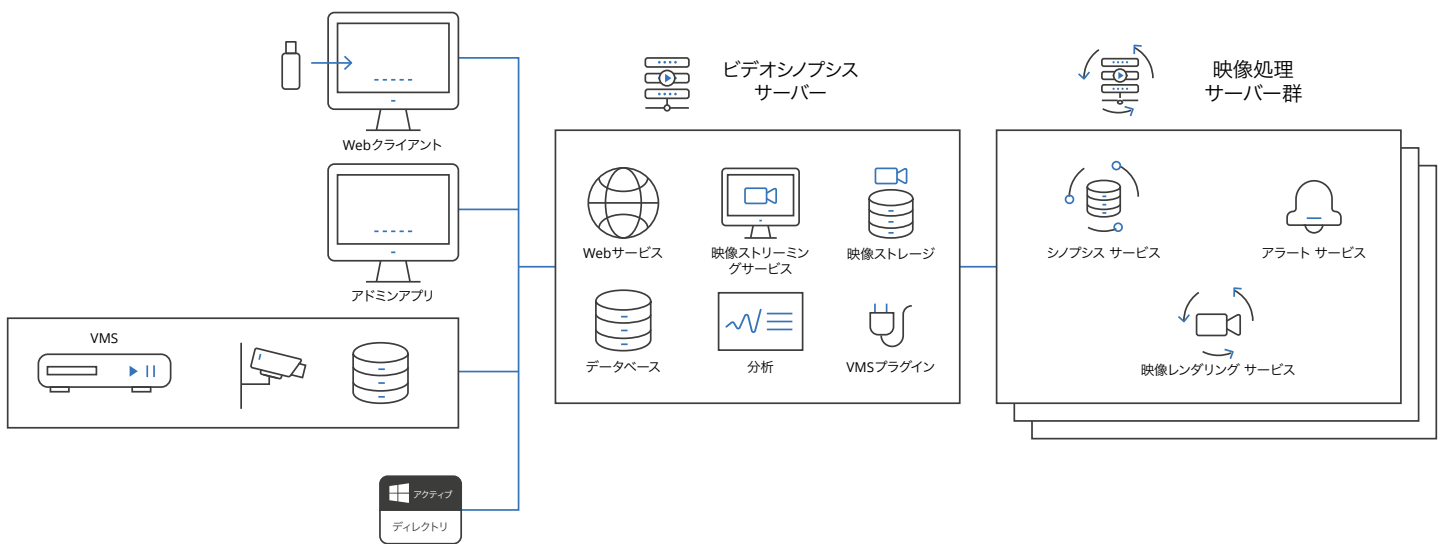 Webクライアント
アドミンアプリ
VMS
アクティブ
ディレクトリ
ビデオシノプシス
サーバー
Webサービス
映像ストリーミン
グサービス
映像ストレージ
データベース
分析
VMSプラグイン
映像処理
サーバー群
シノプシス サービス
アラート サービス
映像レンダリング サービス